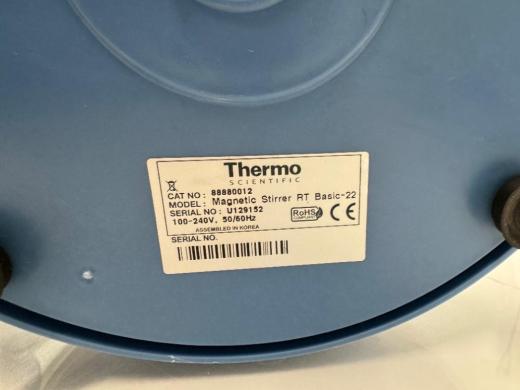 Thermo
SCIENTIFIC
CAT NO : 88880012
MODEL : Magnetic Stirrer RT Basic-22
SERIAL NO : U129152
100-240V, 50/60Hz
RoHS
COMPLIANT
CE
ASSEMBLED IN KOREA
SERIAL NO.